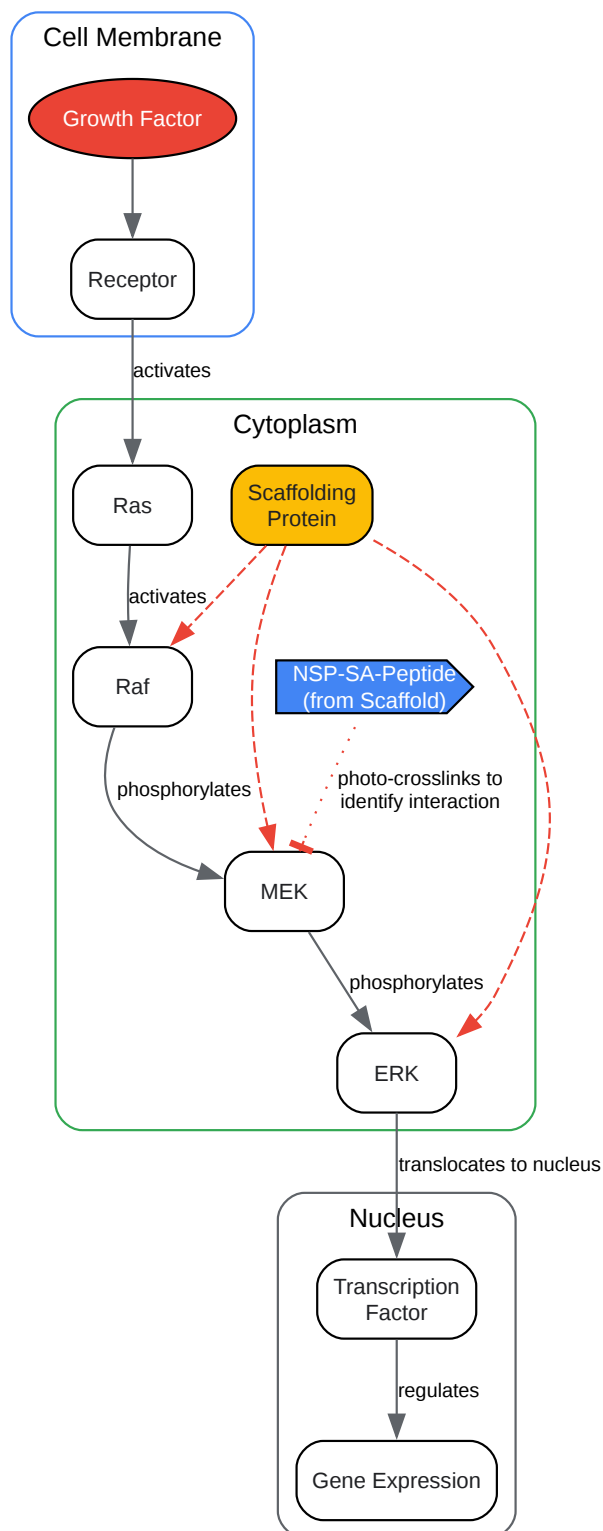 Cell Membrane
Growth Factor
Receptor
activates
Cytoplasm
Ras
Scaffolding
Protein
activates
Raf
NSP-SA-Peptide
(from Scaffold)
phosphorylates
photo-crosslinks to
identify interaction
MEK
phosphorylates
ERK
translocates to nucleus
Nucleus
Transcription
Factor
regulates
Gene Expression